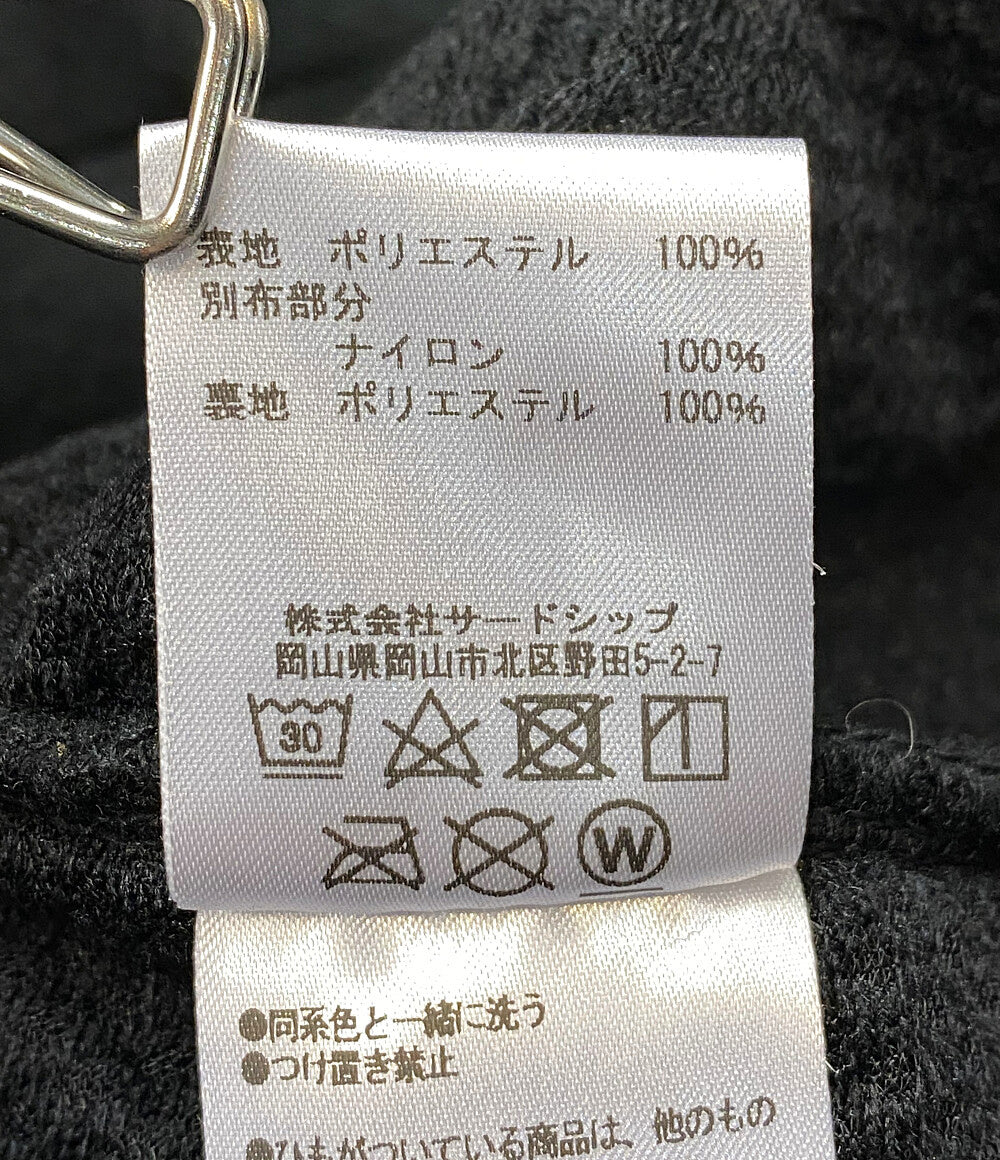 表地 ポリエステル 100%
別布部分
ナイロン 100%
裏地 ポリエステル 100%
株式会社サードシップ
岡山県岡山市北区野田5-2-7
30
W
●同系色と一緒に洗う
●つけ置き禁止
●ひもがついている商品は、他のもの